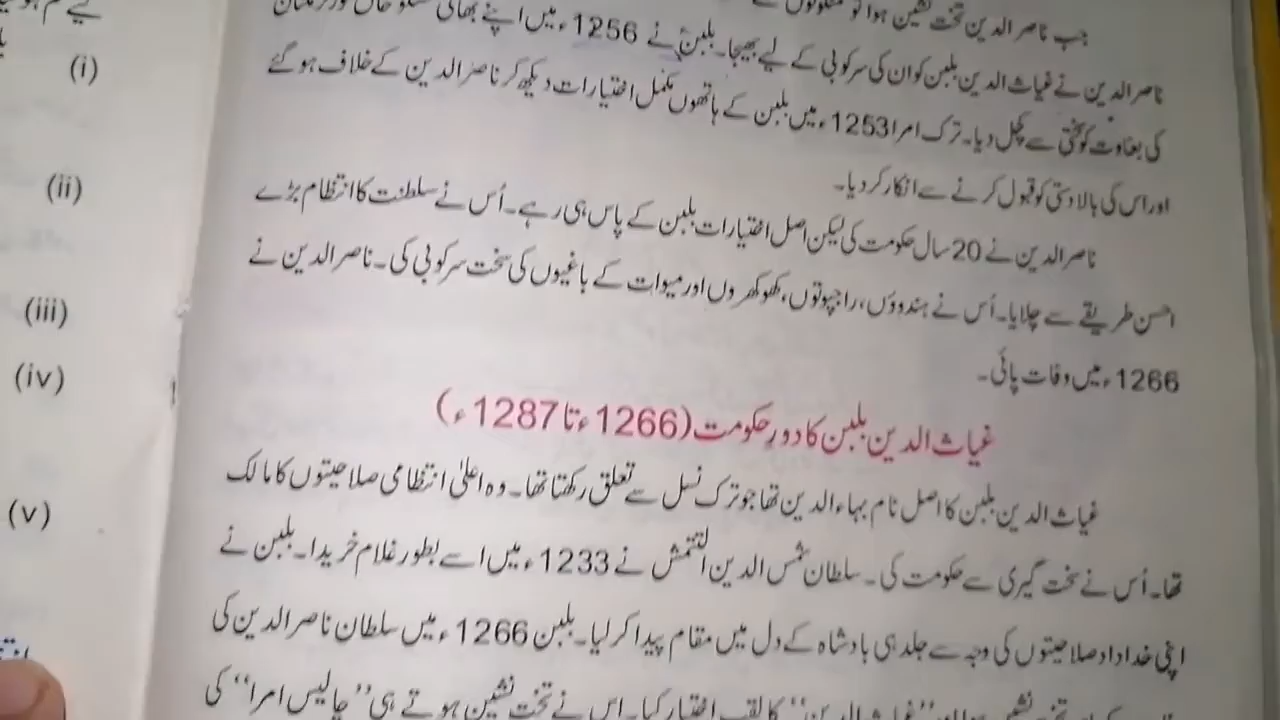 جب ناصر الدین تخت نشین ہوا تو
ناصر الدین نے غیاث الدین بلبن کو ان کی سرکوبی کے لیے بھیجا۔ بلبن نے 1256ء میں اپنے بھائی
کی بغاوت کو سختی سے کچل دیا۔ ترک امرا 1253ء میں بلبن کے ہاتھوں مکمل اختیارات دیکھ کر ناصر الدین کے خلاف ہو گئے
اور اس کی بالادستی کو قبول کرنے سے انکار کر دیا۔
ناصر الدین نے 20 سال حکومت کی لیکن اصل اختیارات بلبن کے پاس ہی رہے۔ اُس نے سلطنت کا انتظام بڑے
احسن طریقے سے چلایا۔ اُس نے ہندوؤں، راجپوتوں، کھوکھروں اور میوات کے باغیوں کی سخت سرکوبی کی۔ ناصر الدین نے
1266ء میں وفات پائی۔
غیاث الدین بلبن کا دورِ حکومت (1266ء تا 1287ء)
غیاث الدین بلبن کا اصل نام بہاء الدین تھا جو ترک نسل سے تعلق رکھتا تھا۔ وہ اعلیٰ انتظامی صلاحیتوں کا مالک
تھا۔ اُس نے سخت گیری سے حکومت کی۔ سلطان شمس الدین التتمش نے 1233ء میں اسے بطور غلام خریدا۔ بلبن نے
اپنی خداداد صلاحیتوں کی وجہ سے جلد ہی بادشاہ کے دل میں مقام پیدا کر لیا۔ بلبن 1266ء میں سلطان ناصر الدین کی
"غیاث الدین" کا لقب اختیار کیا۔ اس نے تخت نشین ہوتے ہی "چالیس امرا" کی
(i)
(ii)
(iii)
(iv)
(v)